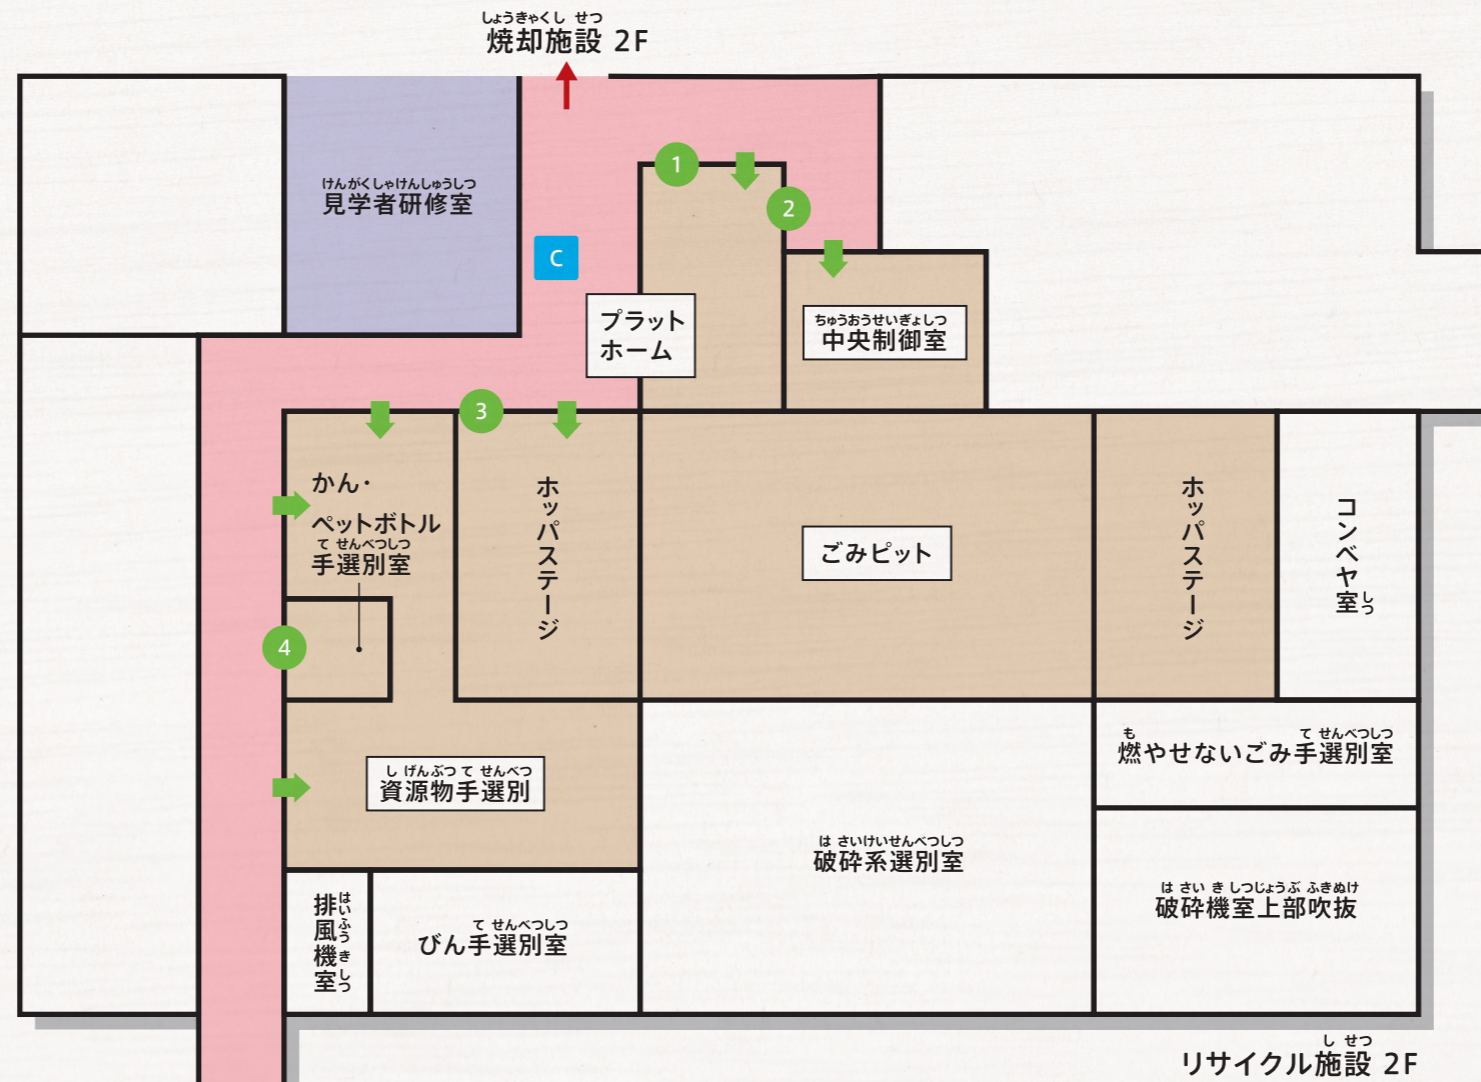 しょうきゃくしせつ
焼却施設 2F
けんがくしゃけんしゅうしつ
見学者研修室
1
2
C
プラット
ホーム
ちゅうおうせいぎょしつ
中央制御室
3
かん・
ペットボトル
てせんべつしつ
手選別室
ホッパステージ
ごみピット
ホッパステージ
コンベヤ室
しつ
4
しげんぶつてせんべつ
資源物手選別
も てせんべつしつ
燃やせないごみ手選別室
はさいけいせんべつしつ
破砕系選別室
はさいきしつじょうぶふきぬけ
破砕機室上部吹抜
排風機室
はいふうきしつ
てせんべつしつ
びん手選別室
しせつ
リサイクル施設 2F